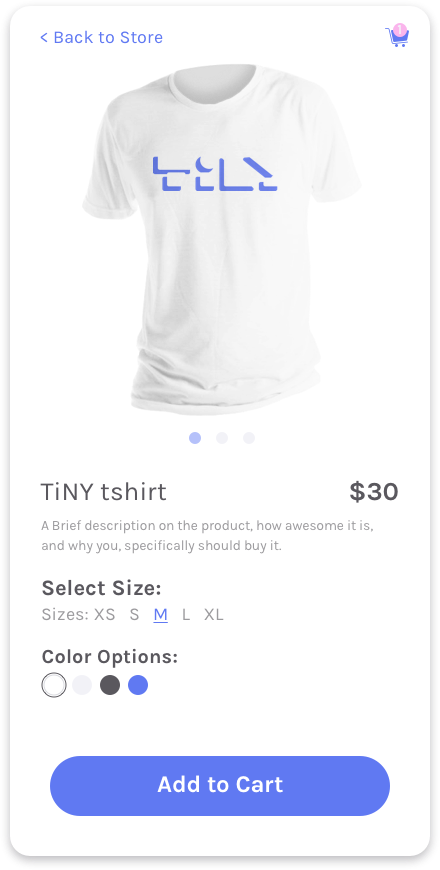 < Back to Store
1
TiNY tshirt
$30
A Brief description on the product, how awesome it is,
and why you, specifically should buy it.
Select Size:
Sizes: XS S M L XL
Color Options:
Add to Cart